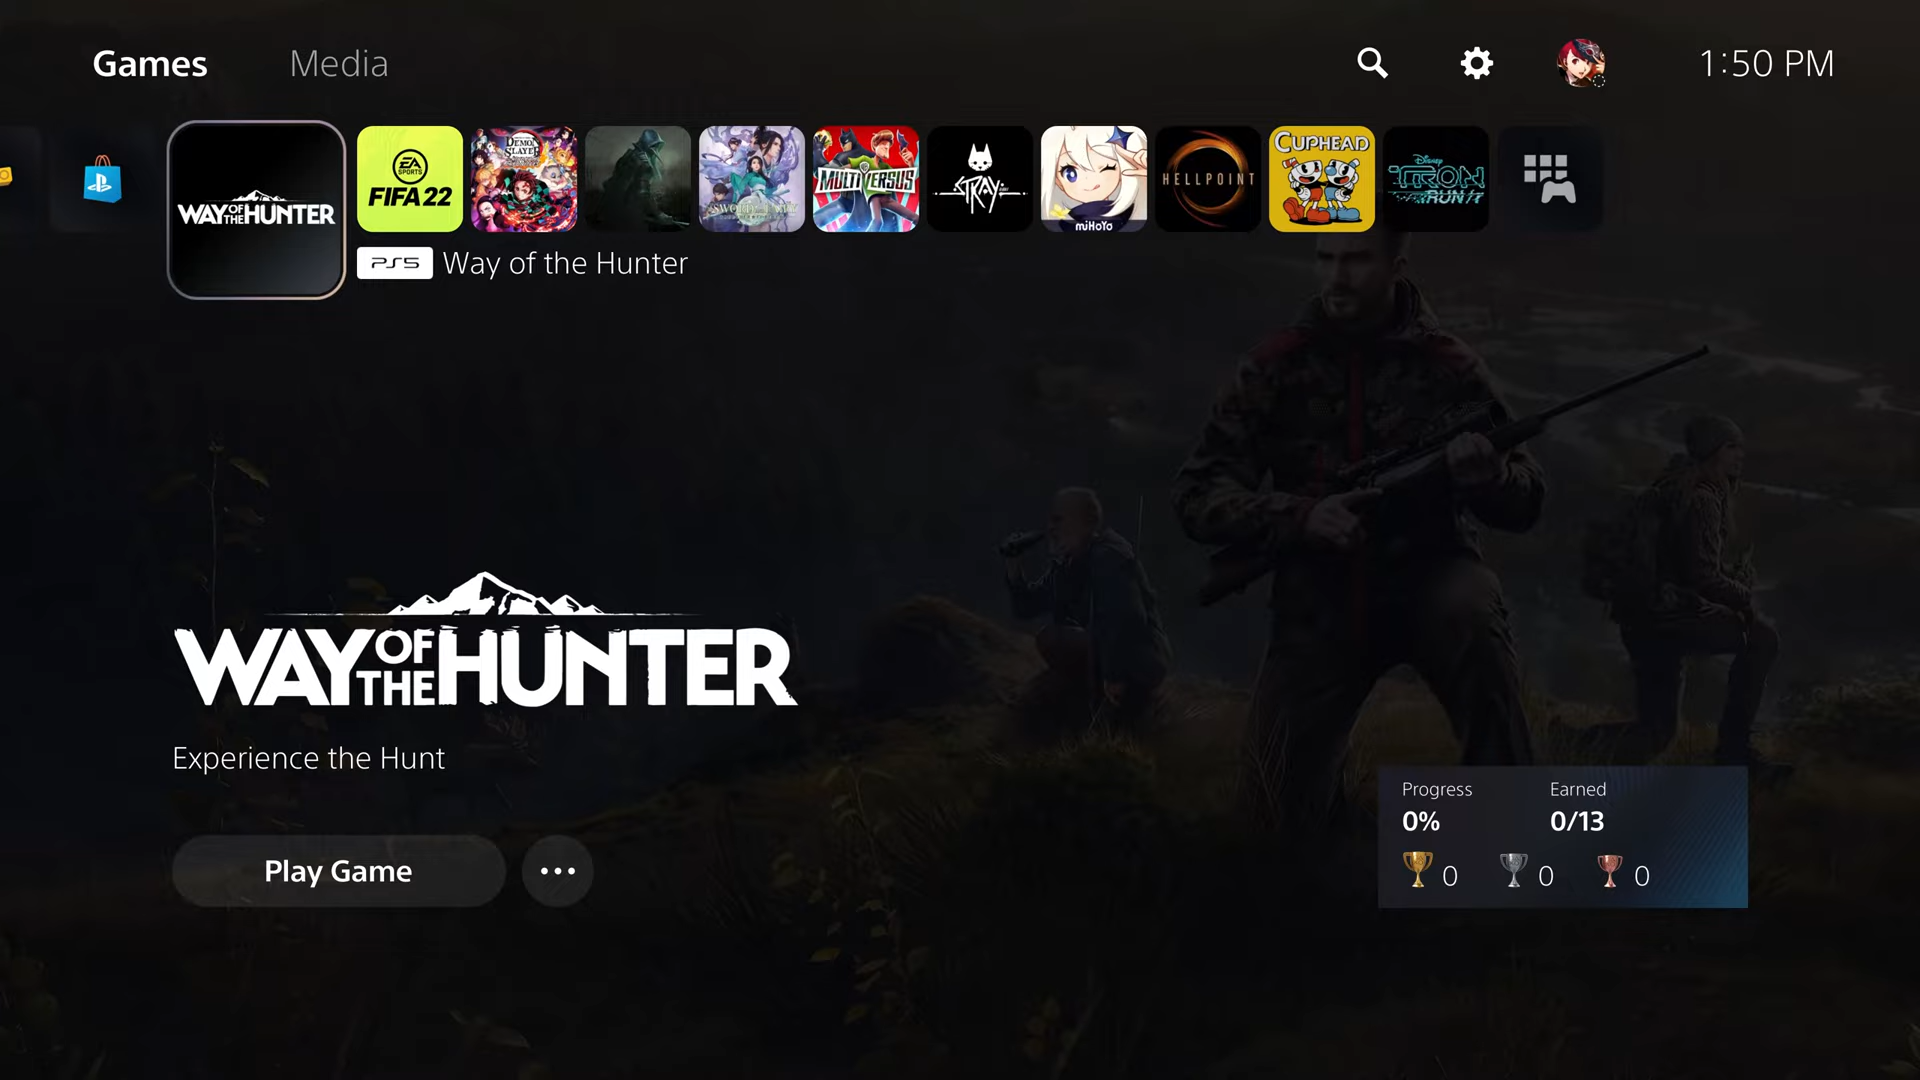 Games
Media
1:50 PM
WAY OF THE HUNTER
EA SPORTS
FIFA 22
DEMON SLAYER
MULTIVERSUS
STRAY
miHoYo
HELLPOINT
CUPHEAD
Disney
TRON
RUN/r
PS5 Way of the Hunter
WAY OF THE HUNTER
Experience the Hunt
Progress
Earned
0%
0/13
0
0
0
Play Game